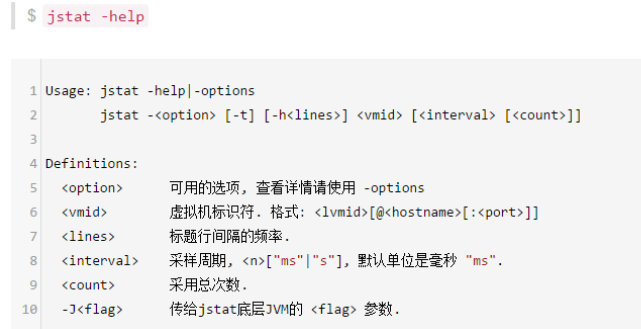 $ jstat -help
1 Usage: jstat -help|-options
2        jstat -<option> [-t] [-h<lines>] <vmid> [<interval> [<count>]]
3
4 Definitions:
5   <option>      可用的选项, 查看详情请使用 -options
6   <vmid>        虚拟机标识符. 格式: <lvmid>[@<hostname>[:<port>]]
7   <lines>       标题行间隔的频率.
8   <interval>    采样周期, <n>["ms"|"s"], 默认单位是毫秒 "ms".
9   <count>       采用总次数.
10  -J<flag>      传给jstat底层JVM的 <flag> 参数.